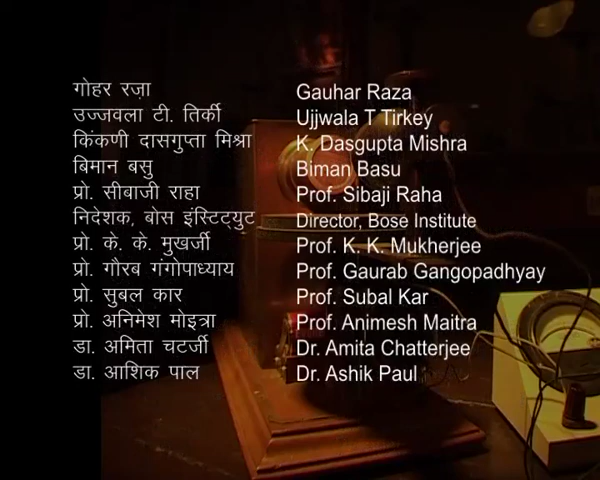 गोहर रज़ा Gauhar Raza
उज्जवला टी. तिर्की Ujjwala T Tirkey
किंकणी दासगुप्ता मिश्रा K. Dasgupta Mishra
बिमान बसु Biman Basu
प्रो. सीबाजी राहा Prof. Sibaji Raha
निदेशक, बोस इंस्टिट्युट Director, Bose Institute
प्रो. के. के. मुखर्जी Prof. K. K. Mukherjee
प्रो. गौरब गंगोपाध्याय Prof. Gaurab Gangopadhyay
प्रो. सुबल कार Prof. Subal Kar
प्रो. अनिमेश मोइत्रा Prof. Animesh Maitra
डा. अमिता चटर्जी Dr. Amita Chatterjee
डा. आशिक पाल Dr. Ashik Paul